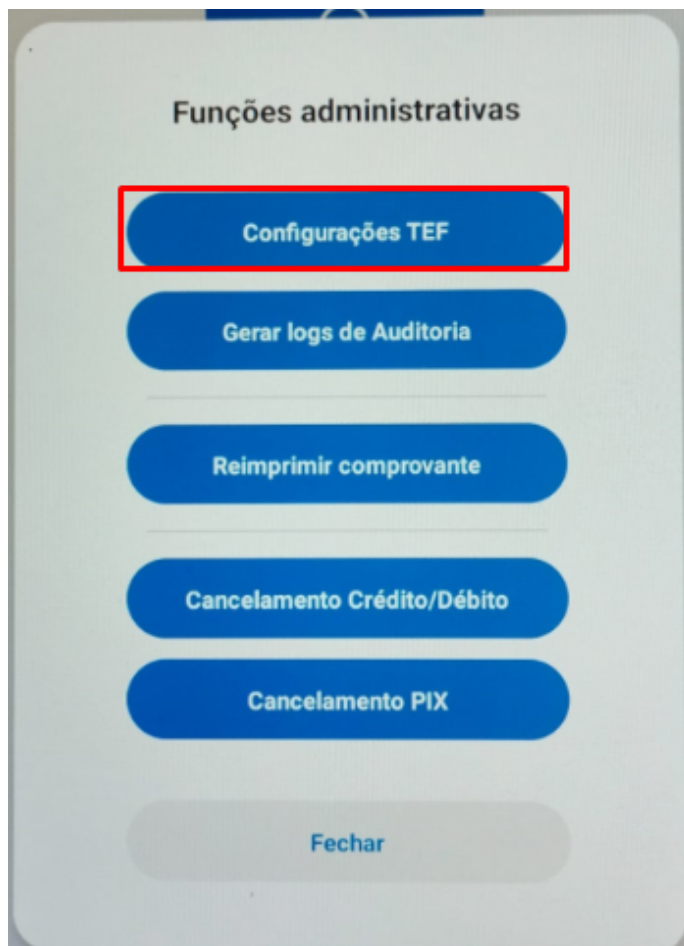 Funções administrativas
Configurações TEF
Gerar logs de Auditoria
Reimprimir comprovante
Cancelamento Crédito/Débito
Cancelamento PIX
Fechar